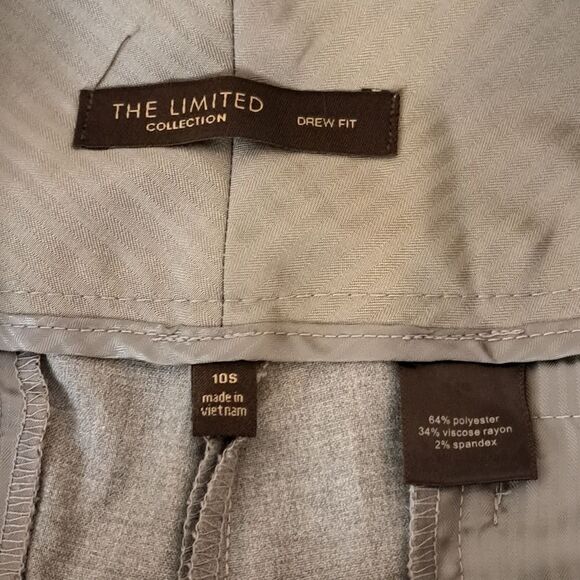 THE LIMITED
COLLECTION
DREW FIT
10S
made in
vietnam
64% polyester
34% viscose rayon
2% spandex